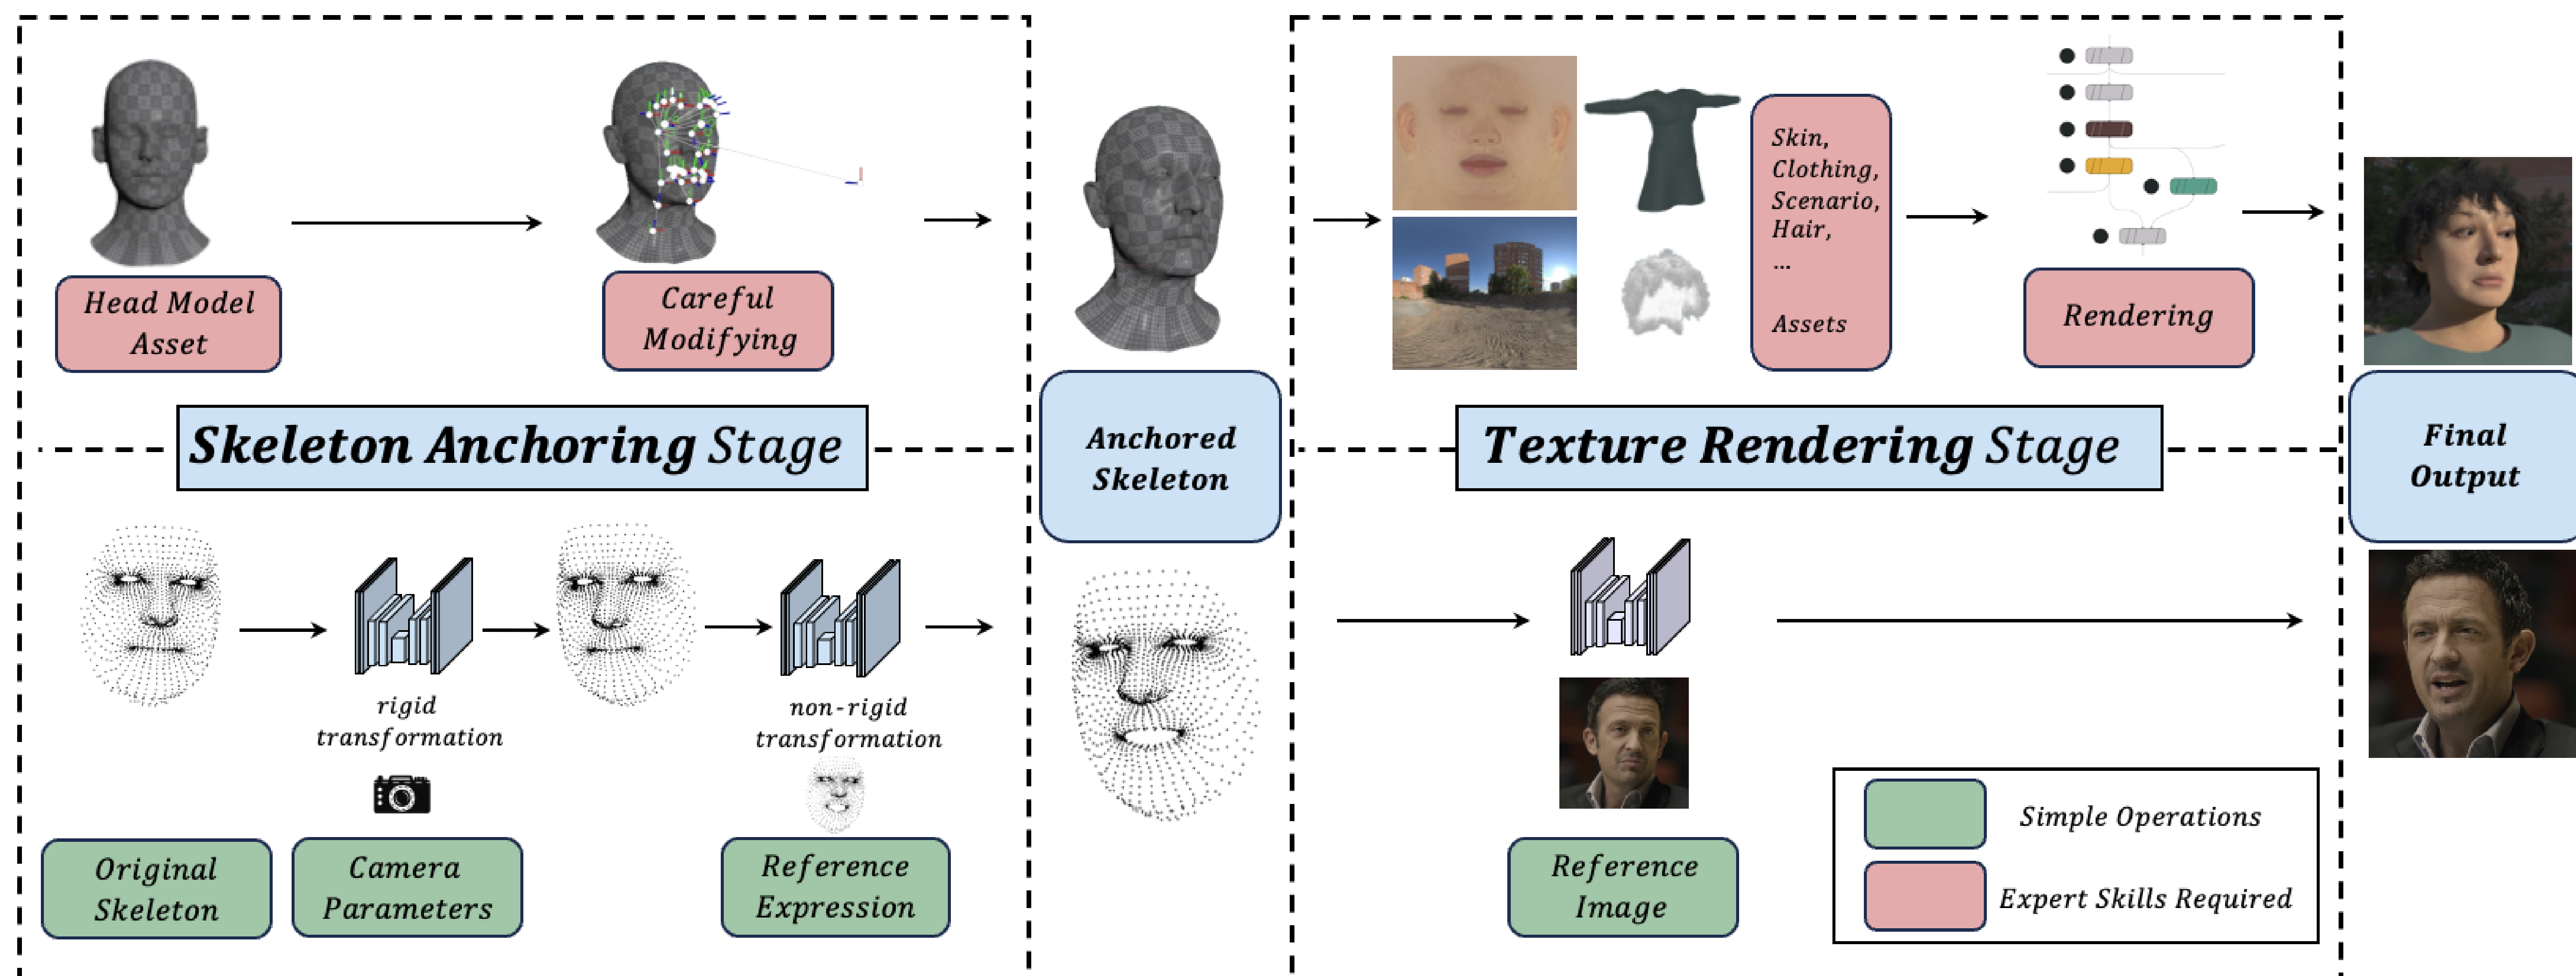 Head Model
Asset
Careful
Modifying
Skin,
Clothing,
Scenario,
Hair,
...
Assets
Rendering
Skeleton Anchoring Stage
Anchored
Skeleton
Texture Rendering Stage
Final
Output
rigid
transformation
non-rigid
transformation
Original
Skeleton
Camera
Parameters
Reference
Expression
Reference
Image
Simple Operations
Expert Skills Required